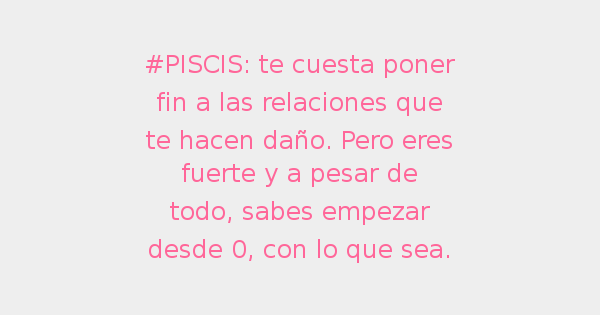 #PISCIS: te cuesta poner
fin a las relaciones que
te hacen daño. Pero eres
fuerte y a pesar de
todo, sabes empezar
desde 0, con lo que sea.